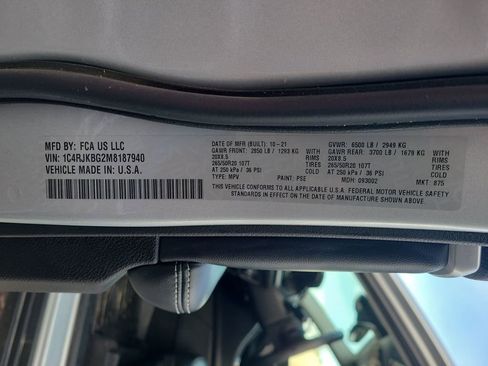 MFD BY: FCA US LLC
VIN: 1C4RJKBG2M8187940
VEHICLE MADE IN: U.S.A.
DATE OF MFR (BUILT): 10-21 GVWR: 6500 LB / 2949 KG
GAWR FRONT: 2850 LB / 1293 KG GAWR REAR: 3700 LB / 1679 KG
20X8.5 RIMS 20X8.5
265/50R20 107T TIRES 265/50R20 107T
AT 250 kPa / 36 PSI COLD AT 250 kPa / 36 PSI COLD
TYPE: MPV PAINT: PSE MDH: 093002 MKT: 875
THIS VEHICLE CONFORMS TO ALL APPLICABLE U.S.A. FEDERAL MOTOR VEHICLE SAFETY
STANDARDS IN EFFECT ON THE DATE OF MANUFACTURE SHOWN ABOVE.